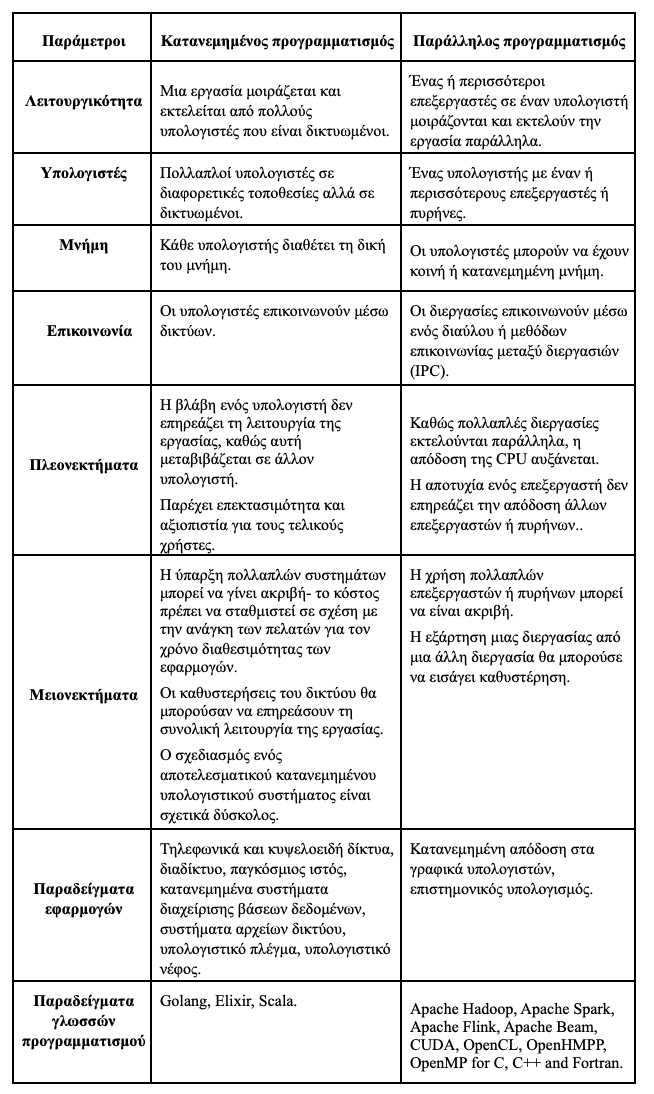 Παράμετροι
Κατανεμημένος προγραμματισμός
Παράλληλος προγραμματισμός
Λειτουργικότητα
Μια εργασία μοιράζεται και
εκτελείται από πολλούς
υπολογιστές που είναι δικτυωμένοι.
Ένας ή περισσότεροι
επεξεργαστές σε έναν υπολογιστή
μοιράζονται και εκτελούν την
εργασία παράλληλα.
Υπολογιστές
Πολλαπλοί υπολογιστές σε
διαφορετικές τοποθεσίες αλλά σε
δικτυωμένοι.
Ένας υπολογιστής με έναν ή
περισσότερους επεξεργαστές ή
πυρήνες.
Μνήμη
Κάθε υπολογιστής διαθέτει τη δική
του μνήμη.
Οι υπολογιστές μπορούν να έχουν
κοινή ή κατανεμημένη μνήμη.
Επικοινωνία
Οι υπολογιστές επικοινωνούν μέσω
δικτύων.
Οι διεργασίες επικοινωνούν μέσω
ενός διαύλου ή μεθόδων
επικοινωνίας μεταξύ διεργασιών
(IPC).
Πλεονεκτήματα
Η βλάβη ενός υπολογιστή δεν
επηρεάζει τη λειτουργία της
εργασίας, καθώς αυτή
μεταβιβάζεται σε άλλον
υπολογιστή.
Παρέχει επεκτασιμότητα και
αξιοπιστία για τους τελικούς
χρήστες.
Καθώς πολλαπλές διεργασίες
εκτελούνται παράλληλα, η
απόδοση της CPU αυξάνεται.
Η αποτυχία ενός επεξεργαστή δεν
επηρεάζει την απόδοση άλλων
επεξεργαστών ή πυρήνων..
Μειονεκτήματα
Η ύπαρξη πολλαπλών συστημάτων
μπορεί να γίνει ακριβή- το κόστος
πρέπει να σταθμιστεί σε σχέση με
την ανάγκη των πελατών για τον
χρόνο διαθεσιμότητας των
εφαρμογών.
Οι καθυστερήσεις του δικτύου θα
μπορούσαν να επηρεάσουν τη
συνολική λειτουργία της εργασίας.
Ο σχεδιασμός ενός
αποτελεσματικού κατανεμημένου
υπολογιστικού συστήματος είναι
σχετικά δύσκολος.
Η χρήση πολλαπλών
επεξεργαστών ή πυρήνων μπορεί
να είναι ακριβή.
Η εξάρτηση μιας διεργασίας από
μια άλλη διεργασία θα μπορούσε
να εισάγει καθυστέρηση.
Παραδείγματα
εφαρμογών
Τηλεφωνικά και κυψελοειδή δίκτυα,
διαδίκτυο, παγκόσμιος ιστός,
κατανεμημένα συστήματα
διαχείρισης βάσεων δεδομένων,
συστήματα αρχείων δικτύου,
υπολογιστικό πλέγμα, υπολογιστικό
νέφος.
Κατανεμημένη απόδοση στα
γραφικά υπολογιστών,
επιστημονικός υπολογισμός.
Παραδείγματα
γλωσσών
προγραμματισμού
Golang, Elixir, Scala.
Apache Hadoop, Apache Spark,
Apache Flink, Apache Beam,
CUDA, OpenCL, OpenHMPP,
OpenMP for C, C++ and Fortran.